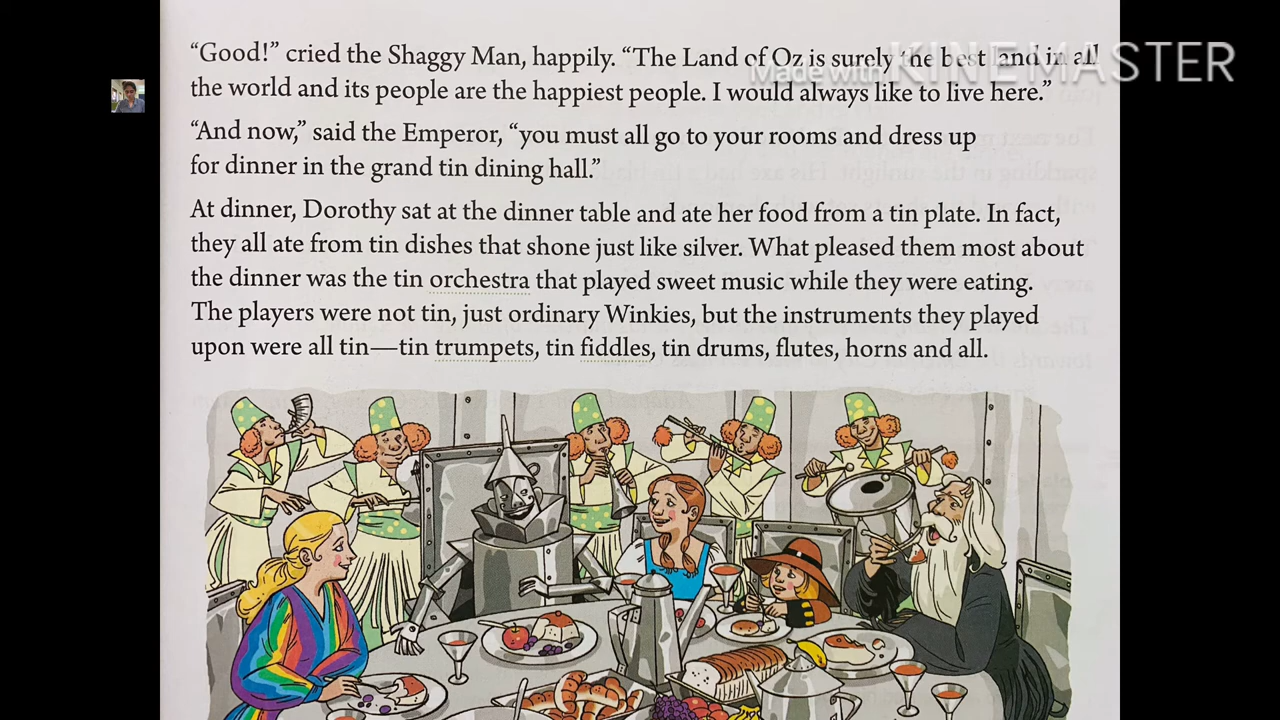 “Good!” cried the Shaggy Man, happily. “The Land of Oz is surely the best land in all
the world and its people are the happiest people. I would always like to live here.”
“And now,” said the Emperor, “you must all go to your rooms and dress up
for dinner in the grand tin dining hall.”
At dinner, Dorothy sat at the dinner table and ate her food from a tin plate. In fact,
they all ate from tin dishes that shone just like silver. What pleased them most about
the dinner was the tin orchestra that played sweet music while they were eating.
The players were not tin, just ordinary Winkies, but the instruments they played
upon were all tin—tin trumpets, tin fiddles, tin drums, flutes, horns and all.
Made with KINEMASTER